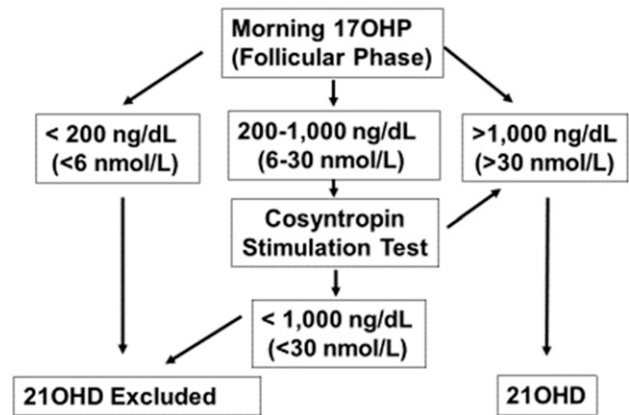 Morning 17OHP
(Follicular Phase)
< 200 ng/dL
(<6 nmol/L)
200-1,000 ng/dL
(6-30 nmol/L)
>1,000 ng/dL
(>30 nmol/L)
Cosyntropin
Stimulation Test
< 1,000 ng/dL
(<30 nmol/L)
21OHD Excluded
21OHD